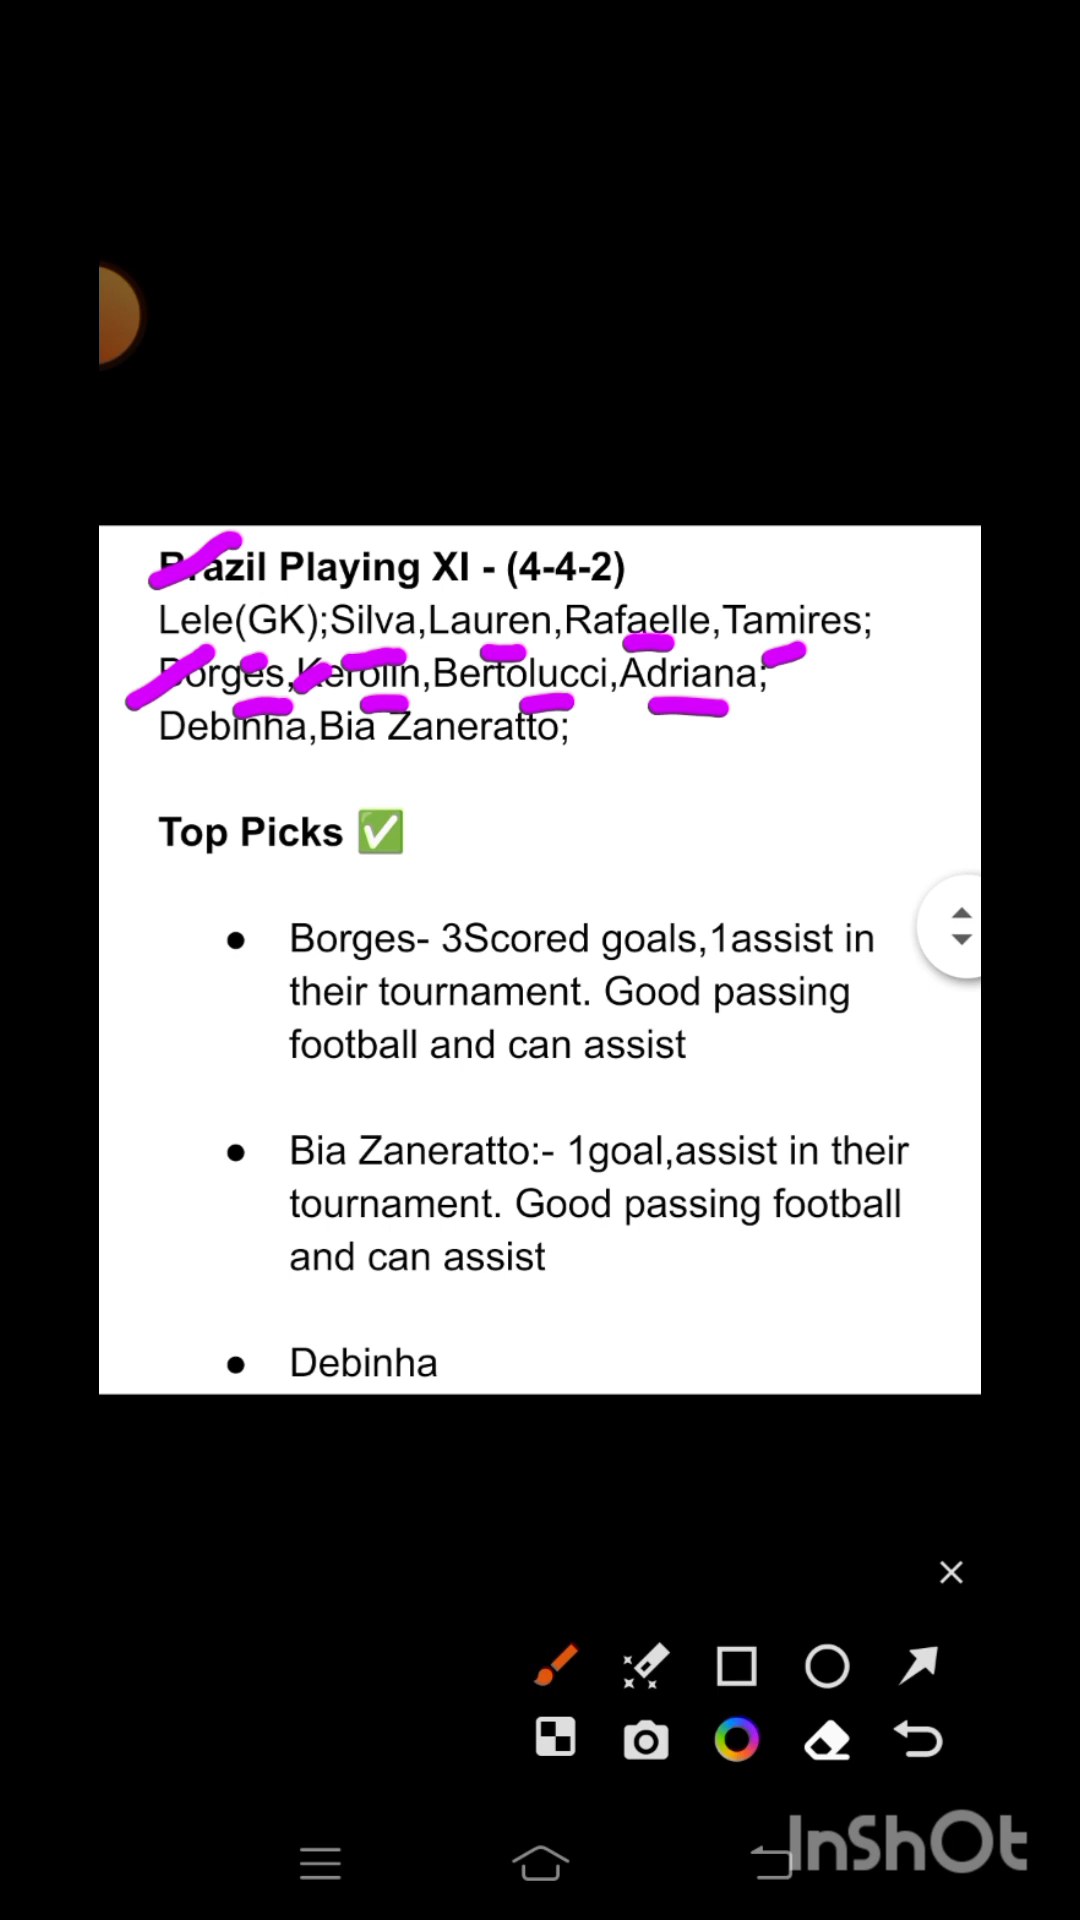 Brazil Playing XI - (4-4-2)
Lele(GK);Silva,Lauren,Rafaelle,Tamires;
Borges,Kerolin,Bertolucci,Adriana;
Debinha,Bia Zaneratto;
Top Picks ✅
● Borges- 3Scored goals,1assist in
their tournament. Good passing
football and can assist
● Bia Zaneratto:- 1goal,assist in their
tournament. Good passing football
and can assist
● Debinha
InShOt